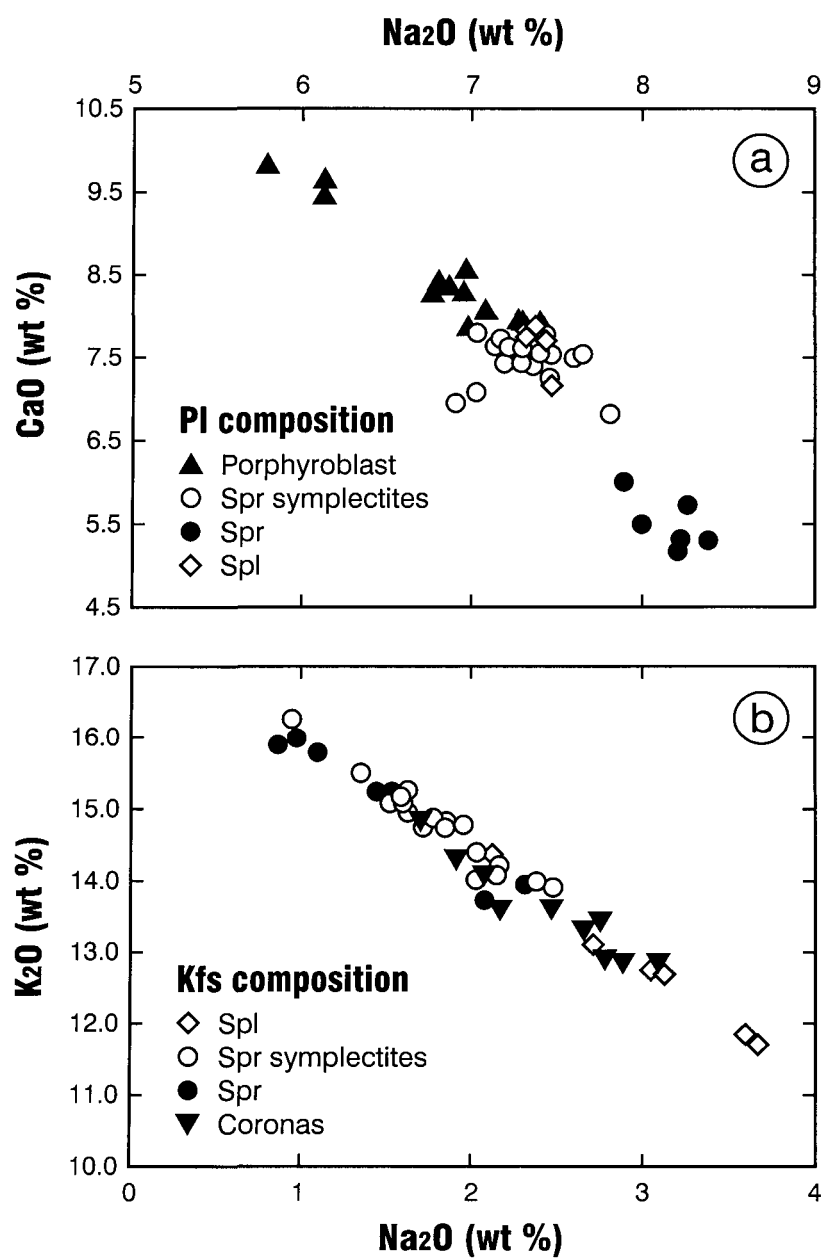 Na2O (wt %)
5 6 7 8 9
10.5
9.5
8.5
7.5
6.5
5.5
4.5
CaO (wt %)
a
Pl composition
Porphyroblast
Spr symplectites
Spr
Spl
17.0
16.0
15.0
14.0
13.0
12.0
11.0
10.0
K2O (wt %)
b
Kfs composition
Spl
Spr symplectites
Spr
Coronas
0 1 2 3 4
Na2O (wt %)